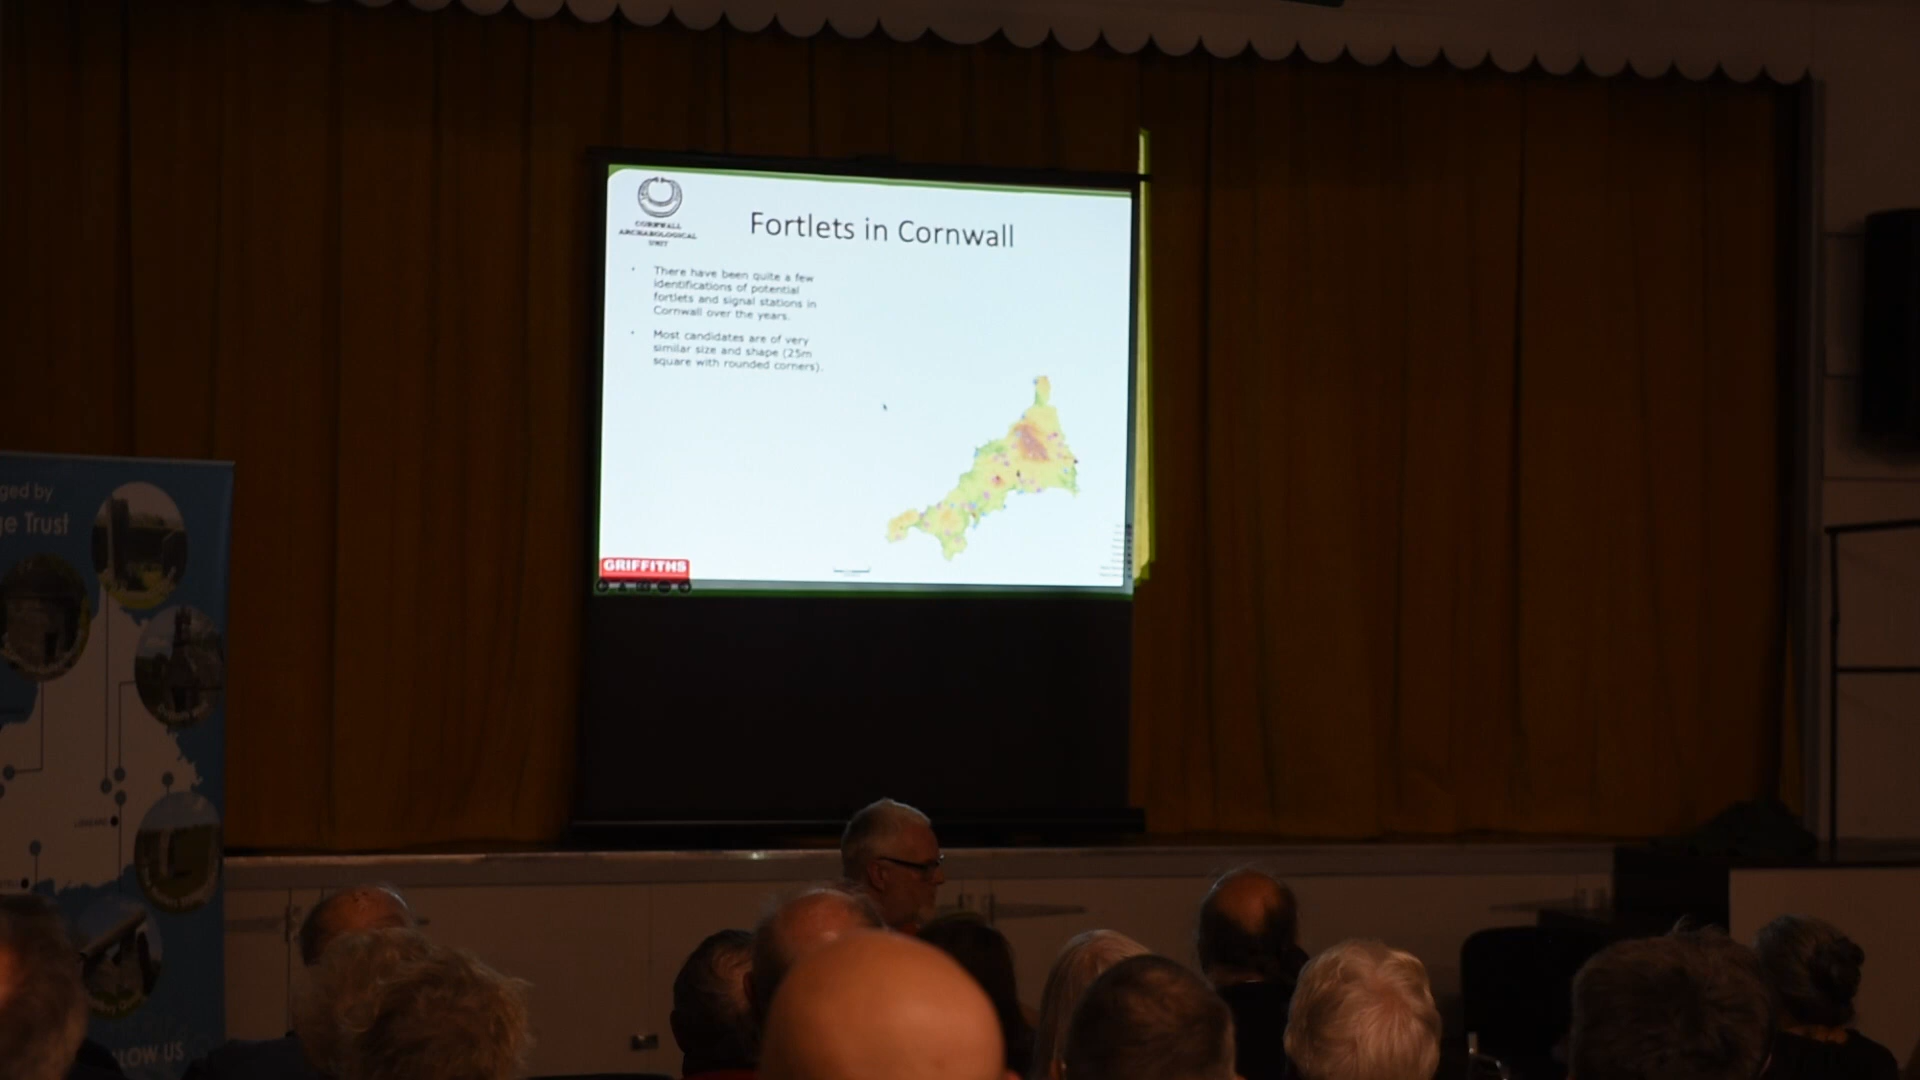 CORNWALL
ARCHAEOLOGICAL
UNIT
Fortlets in Cornwall
There have been quite a few
identifications of potential
fortlets and signal stations in
Cornwall over the years.
Most candidates are of very
similar size and shape (25m
square with rounded corners).
GRIFFITHS
ged by
ge Trust
LOW US